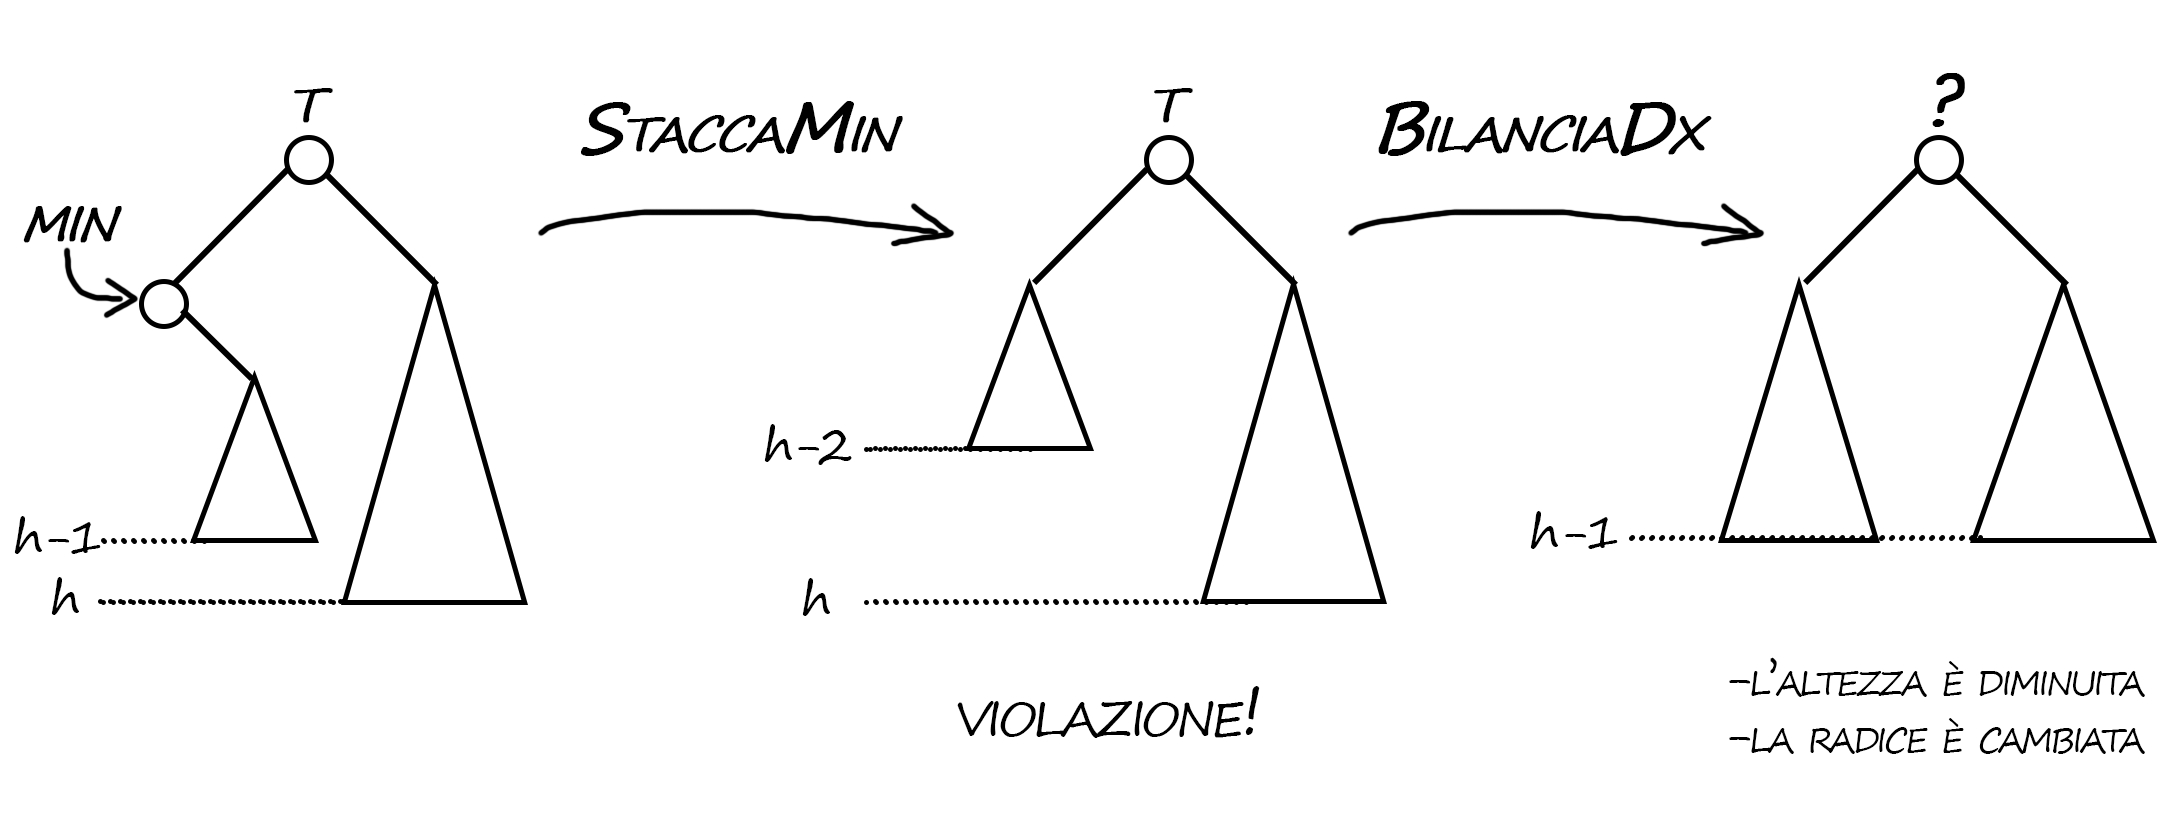 T
STACCAMIN
T
BILANCIADX
?
MIN
h-2
h-1
h
h
h-1
VIOLAZIONE!
-L'ALTEZZA È DIMINUITA
-LA RADICE È CAMBIATA